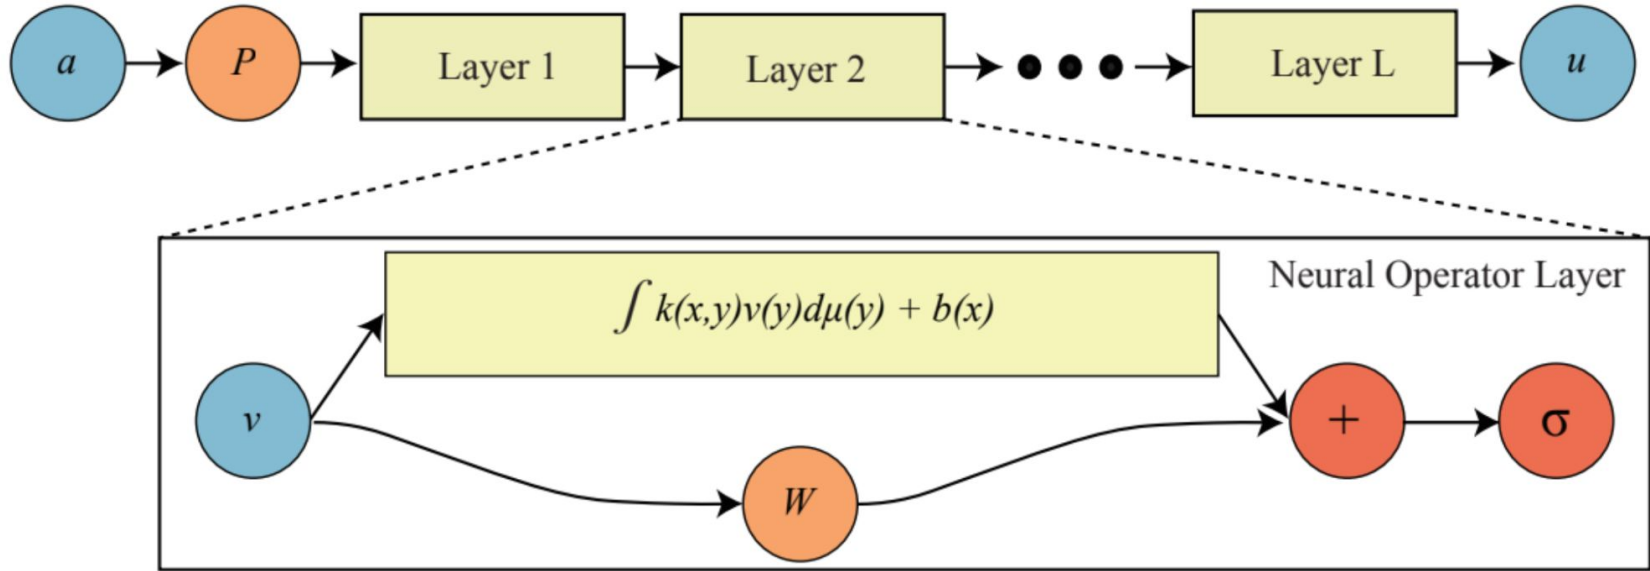 a
P
Layer 1
Layer 2
Layer L
u
Neural Operator Layer
∫ k(x,y)v(y)dμ(y) + b(x)
v
+
σ
W